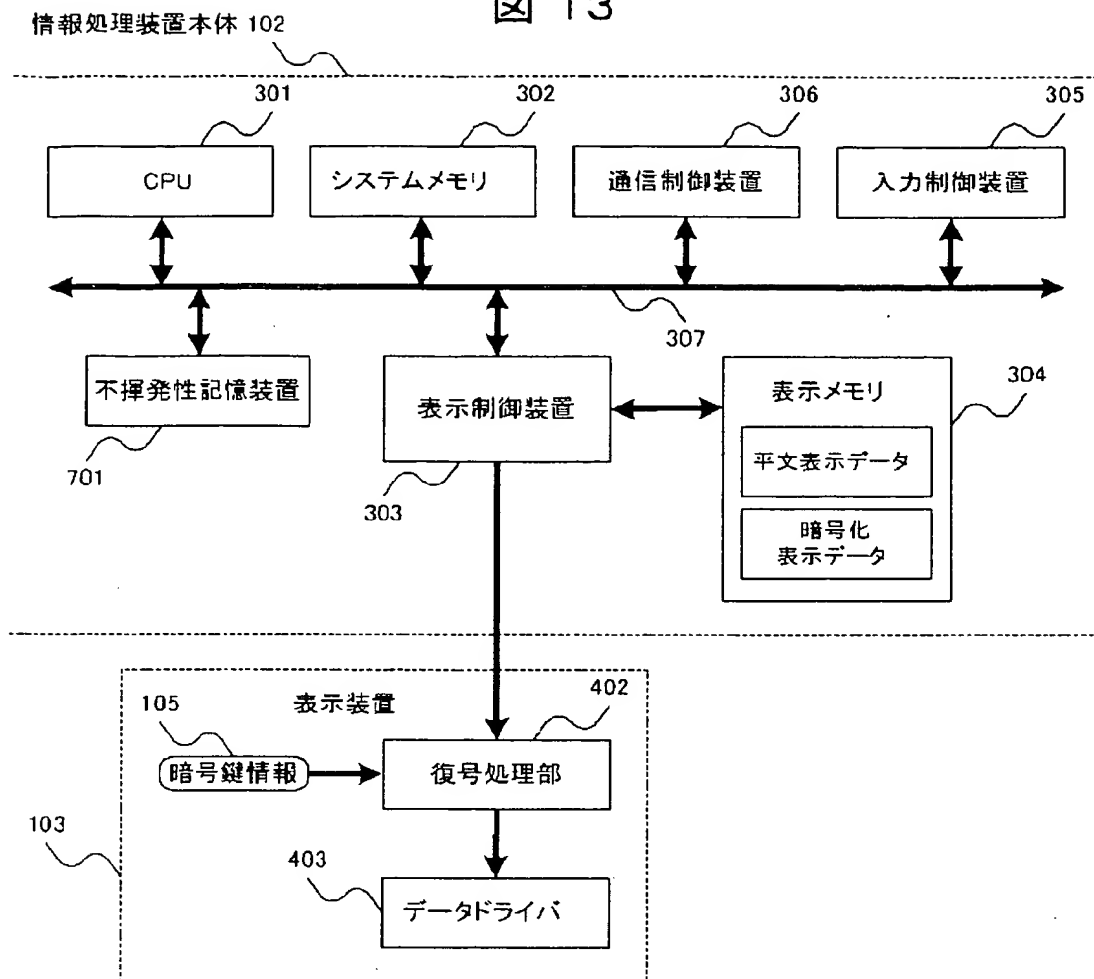 図 13
情報処理装置本体 102
301
302
306
305
CPU
システムメモリ
通信制御装置
入力制御装置
307
不揮発性記憶装置
701
表示制御装置
303
表示メモリ
304
平文表示データ
暗号化
表示データ
表示装置
105
402
暗号鍵情報
復号処理部
103
403
データドライバ